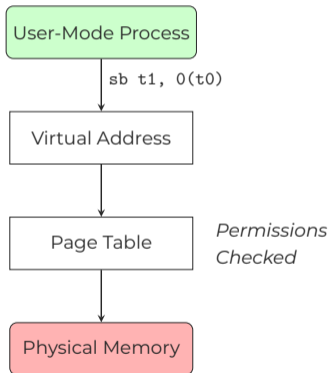 User-Mode Process
sb t1, 0(t0)
Virtual Address
Page Table
Permissions
Checked
Physical Memory